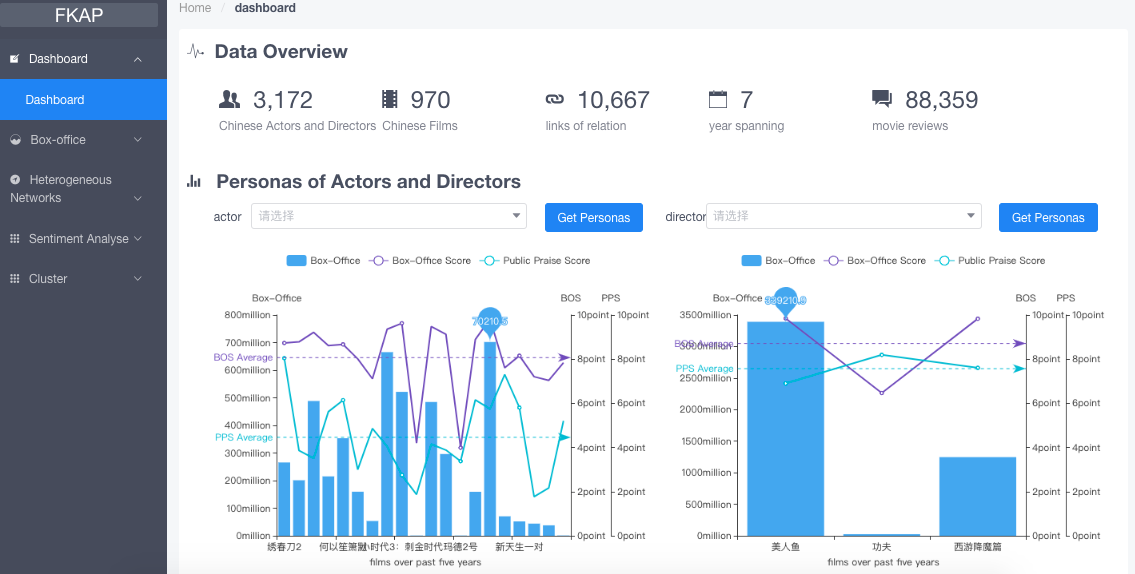 FKAP
Home / dashboard
Dashboard
Dashboard
Box-office
Heterogeneous
Networks
Sentiment Analyse
Cluster
Data Overview
3,172
Chinese Actors and Directors
970
Chinese Films
10,667
links of relation
7
year spanning
88,359
movie reviews
Personas of Actors and Directors
actor 请选择 Get Personas
director 请选择 Get Personas
Box-Office Box-Office Score Public Praise Score
Box-Office BOS PPS
70210.5
800million
700million
BOS Average
600million
500million
400million
PPS Average
300million
200million
100million
0million
10point 10point
8point 8point
6point 6point
4point 4point
2point 2point
0point 0point
绣春刀2 何以笙箫默 小时代3：刺金时代 玛德2号 新天生一对
films over past five years
Box-Office Box-Office Score Public Praise Score
Box-Office BOS PPS
339210.9
3500million
BOS Average
3000million
PPS Average
2500million
2000million
1500million
1000million
500million
0million
10point 10point
8point 8point
6point 6point
4point 4point
2point 2point
0point 0point
美人鱼 功夫 西游降魔篇
films over past five years